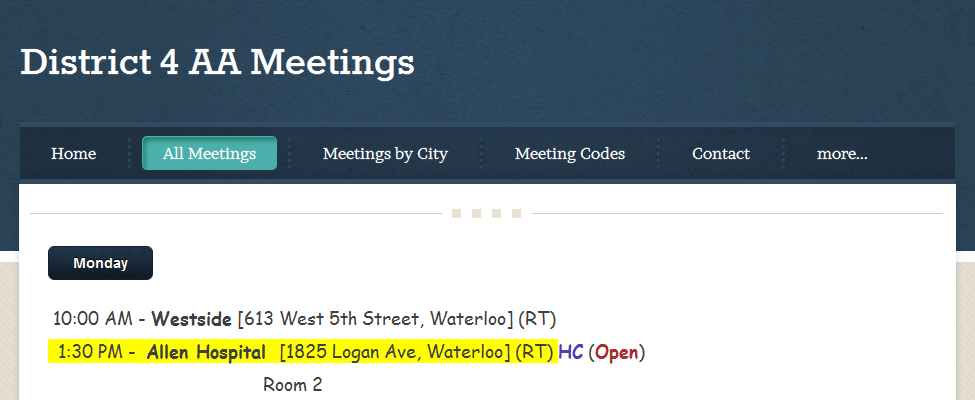 District 4 AA Meetings
Home All Meetings Meetings by City Meeting Codes Contact more...
Monday
10:00 AM - Westside [613 West 5th Street, Waterloo] (RT)
1:30 PM - Allen Hospital [1825 Logan Ave, Waterloo] (RT) HC (Open)
Room 2